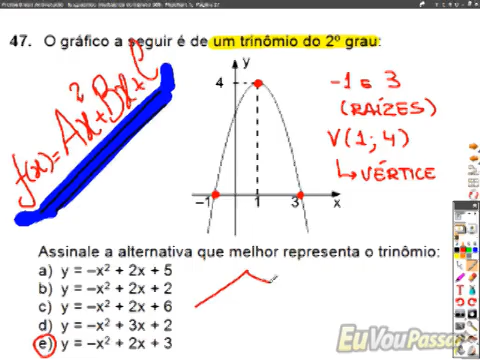 47. O gráfico a seguir é de um trinômio do 2º grau:
f(x)=Ax²+Bx+C
y
4
-1 e 3
(RAÍZES)
V(1;4)
↳VÉRTICE
–1 1 3 x
Assinale a alternativa que melhor representa o trinômio:
a) y = –x² + 2x + 5
b) y = –x² + 2x + 2
c) y = –x² + 2x + 6
d) y = –x² + 3x + 2
e) y = –x² + 2x + 3
EuVouPassar